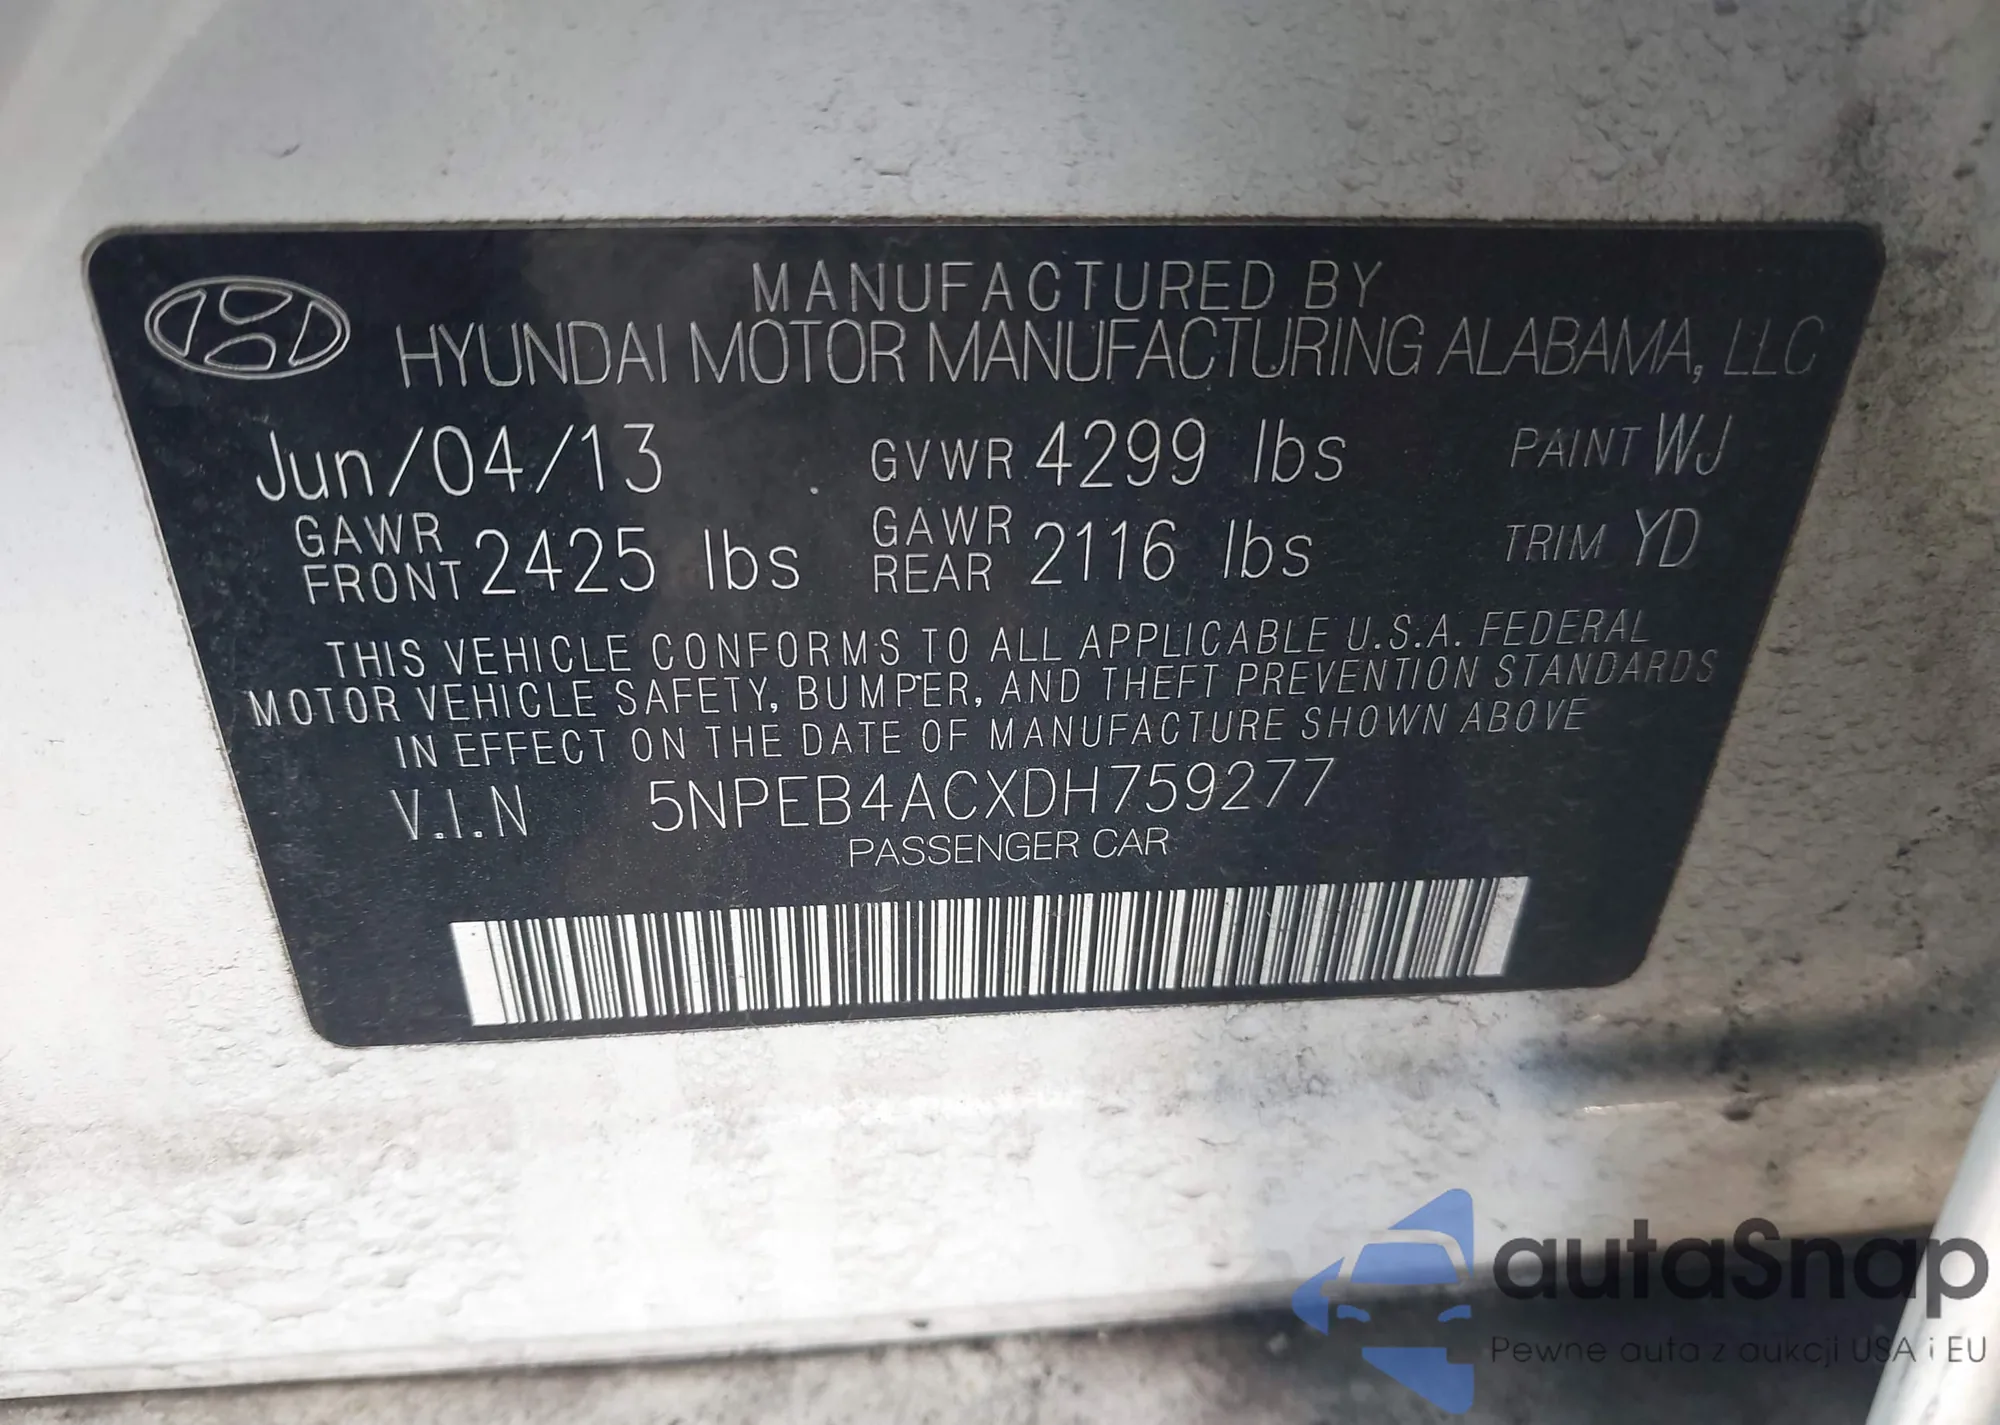 MANUFACTURED BY
HYUNDAI MOTOR MANUFACTURING ALABAMA, LLC
Jun/04/13 GVWR 4299 lbs PAINT WJ
GAWR FRONT 2425 lbs GAWR REAR 2116 lbs TRIM YD
THIS VEHICLE CONFORMS TO ALL APPLICABLE U.S.A. FEDERAL
MOTOR VEHICLE SAFETY, BUMPER, AND THEFT PREVENTION STANDARDS
IN EFFECT ON THE DATE OF MANUFACTURE SHOWN ABOVE
V.I.N 5NPEB4ACXDH759277
PASSENGER CAR
autaSnap
Pewne auta z aukcji USA i EU